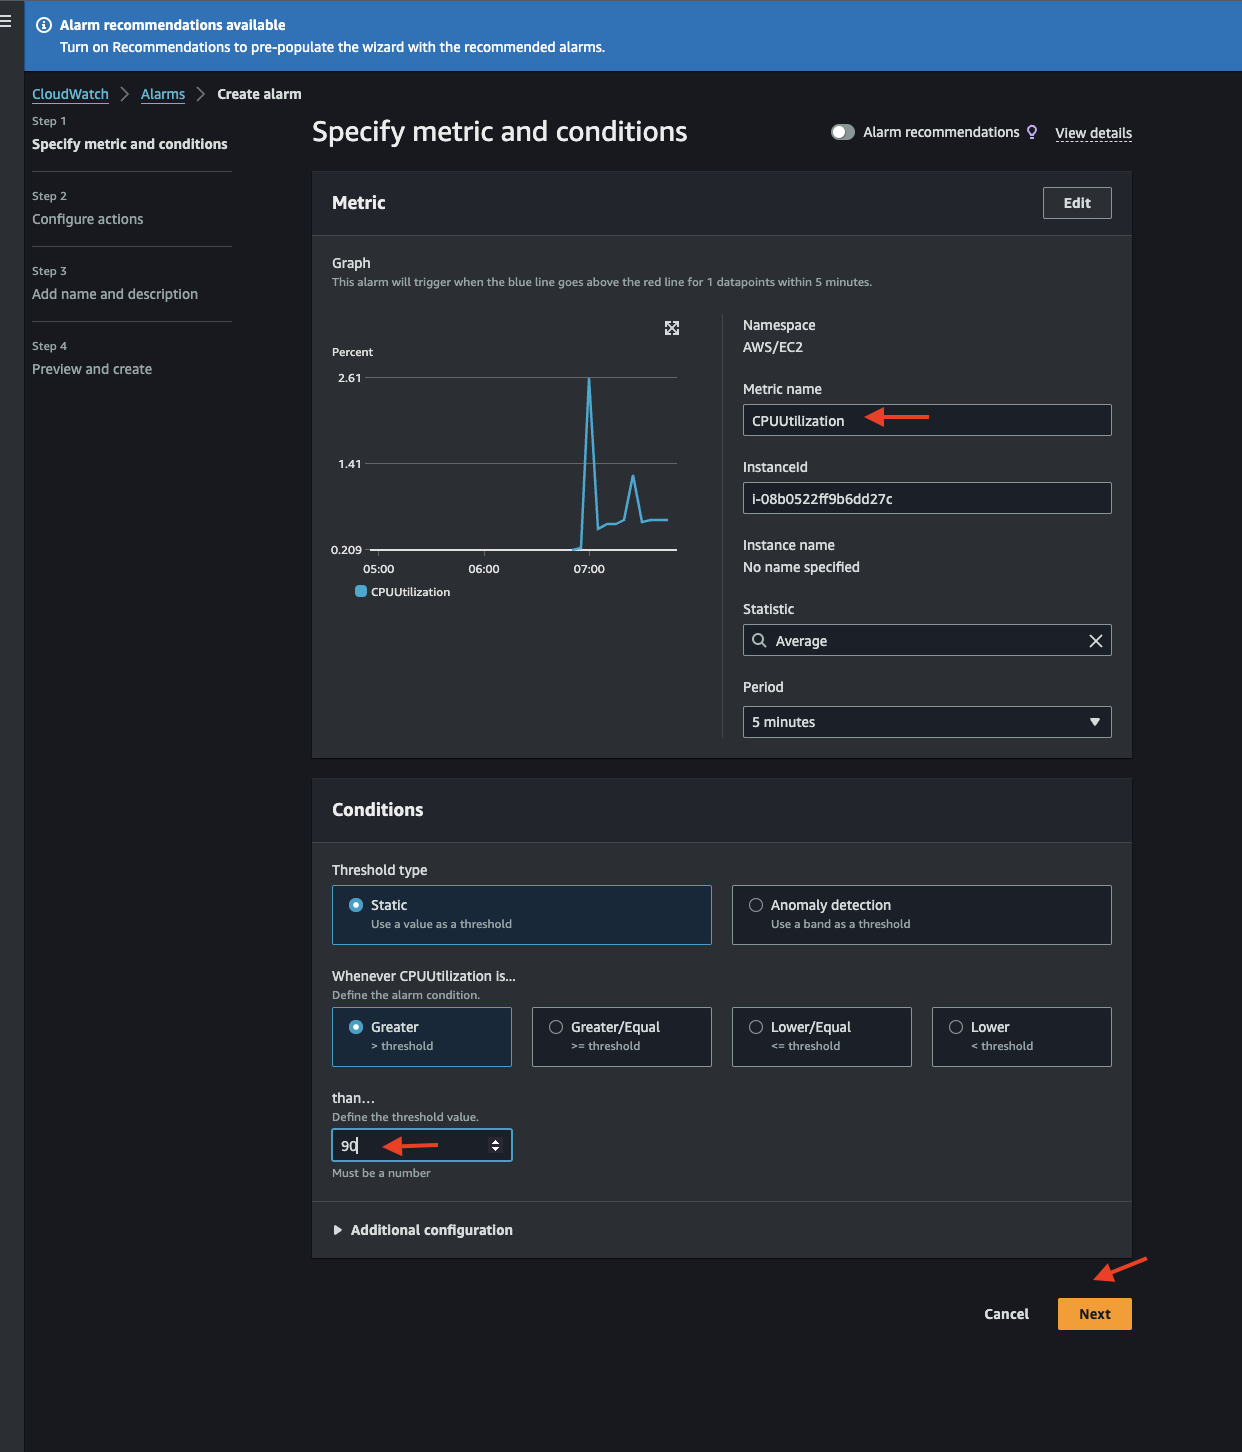 Alarm recommendations available
Turn on Recommendations to pre-populate the wizard with the recommended alarms.
CloudWatch > Alarms > Create alarm
Step 1
Specify metric and conditions
Step 2
Configure actions
Step 3
Add name and description
Step 4
Preview and create
Specify metric and conditions
Alarm recommendations
View details
Metric
Edit
Graph
This alarm will trigger when the blue line goes above the red line for 1 datapoints within 5 minutes.
Percent
2.61
1.41
0.209
05:00 06:00 07:00
CPUUtilization
Namespace
AWS/EC2
Metric name
CPUUtilization
InstanceId
i-08b0522ff9b6dd27c
Instance name
No name specified
Statistic
Average
Period
5 minutes
Conditions
Threshold type
Static
Use a value as a threshold
Anomaly detection
Use a band as a threshold
Whenever CPUUtilization is...
Define the alarm condition.
Greater
> threshold
Greater/Equal
>= threshold
Lower/Equal
<= threshold
Lower
< threshold
than...
Define the threshold value.
90
Must be a number
Additional configuration
Cancel
Next